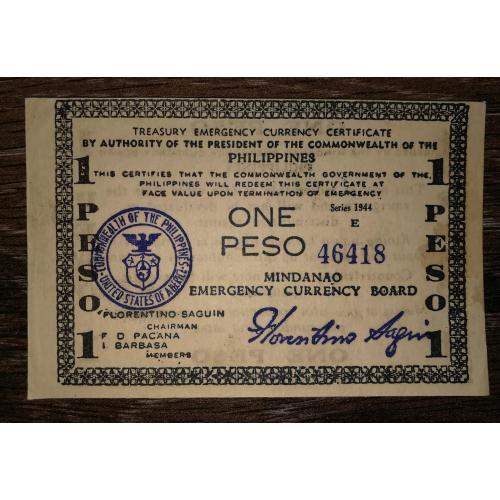 TREASURY EMERGENCY CURRENCY CERTIFICATE
BY AUTHORITY OF THE PRESIDENT OF THE COMMONWEALTH OF THE
PHILIPPINES
THIS CERTIFIES THAT THE COMMONWEALTH GOVERNMENT OF THE,
PHILIPPINES WILL REDEEM THIS CERTIFICATE AT
FACE VALUE UPON TERMINATION OF EMERGENCY
1 PESO 1
1 PESO 1
ONE
PESO
Series 1944
E
46418
COMMONWEALTH OF THE PHILIPPINES
UNITED STATES OF AMERICA
MINDANAO
EMERGENCY CURRENCY BOARD
FLORENTINO SAGUIN
CHAIRMAN
F D PACANA
I. BARBASA
MEMBERS
Florentino Saguin
ONE PESO